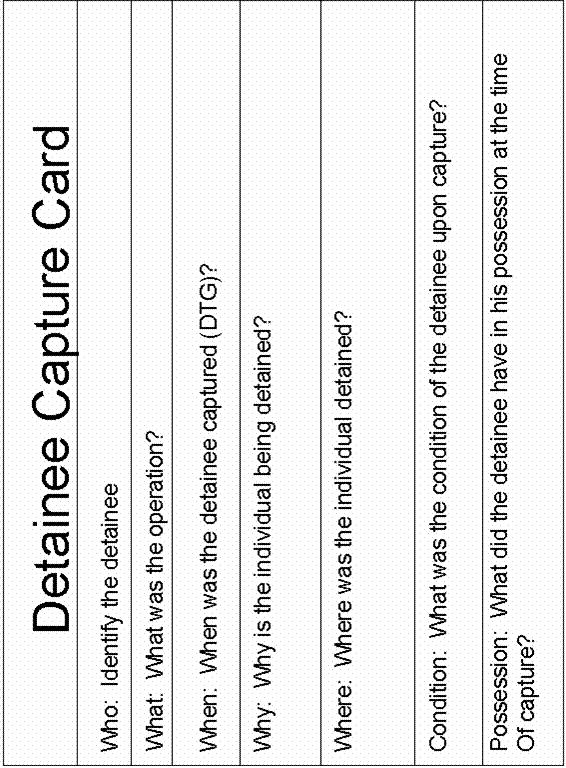 Detainee Capture Card
Who: Identify the detainee
What: What was the operation?
When: When was the detainee captured (DTG)?
Why: Why is the individual being detained?
Where: Where was the individual detained?
Condition: What was the condition of the detainee upon capture?
Possession: What did the detainee have in his possession at the time
Of capture?